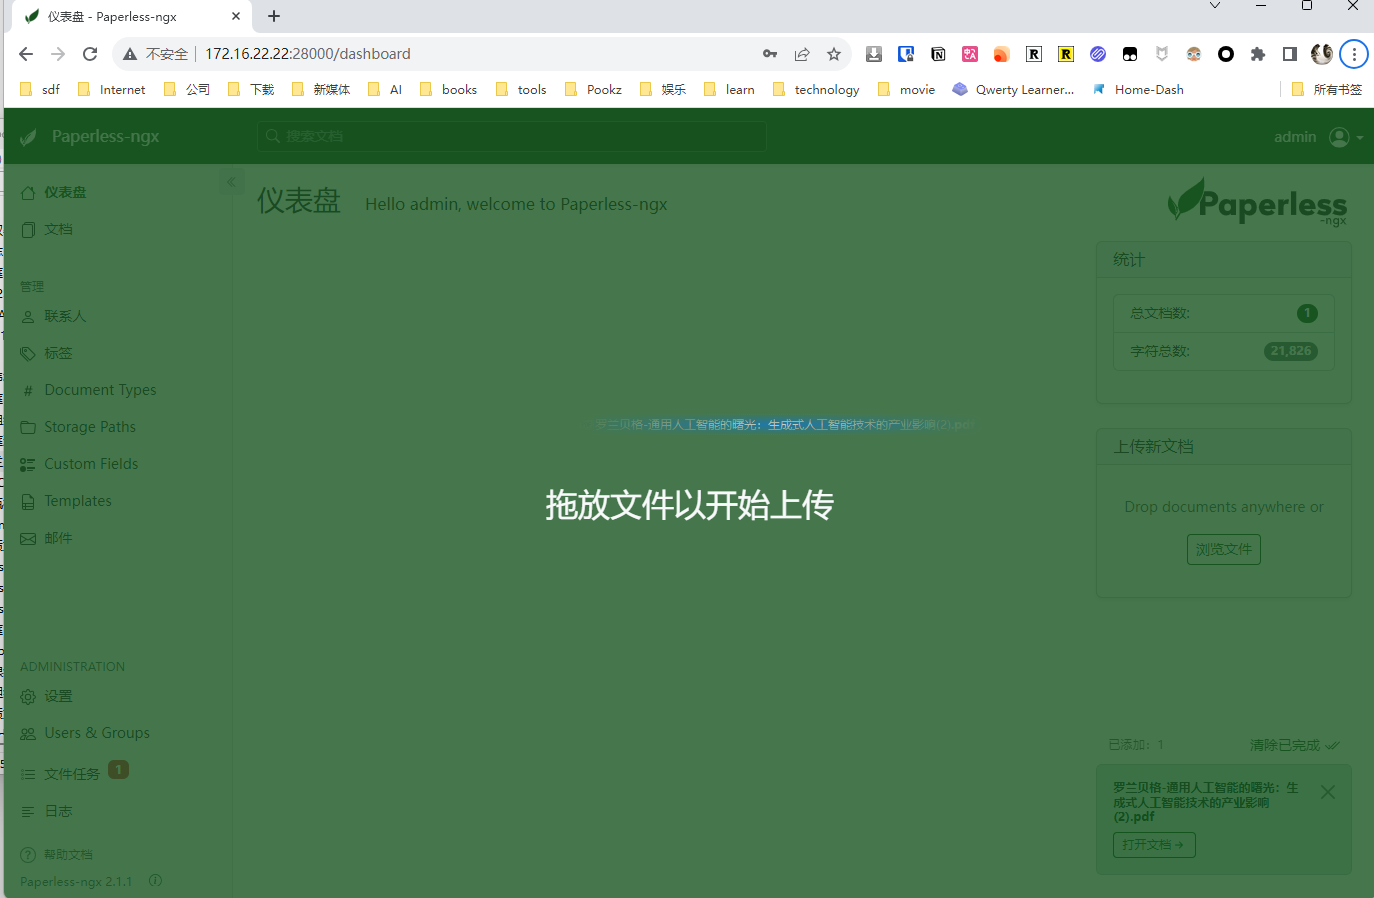 仪表盘 - Paperless-ngx
不安全 172.16.22.22:28000/dashboard
sdf Internet 公司 下载 新媒体 AI books tools Pookz 娱乐 learn technology movie Qwerty Learner... Home-Dash 所有书签
Paperless-ngx 搜索文档 admin
仪表盘
文档
管理
联系人
标签
# Document Types
Storage Paths
Custom Fields
Templates
邮件
ADMINISTRATION
设置
Users & Groups
文件任务 1
日志
帮助文档
Paperless-ngx 2.1.1
仪表盘 Hello admin, welcome to Paperless-ngx
Paperless
-ngx
统计
总文档数: 1
字符总数: 21,826
罗兰贝格-通用人工智能的曙光：生成式人工智能技术的产业影响(2).pdf
拖放文件以开始上传
上传新文档
Drop documents anywhere or
浏览文件
已添加：1 清除已完成
罗兰贝格-通用人工智能的曙光：生
成式人工智能技术的产业影响
(2).pdf
打开文档